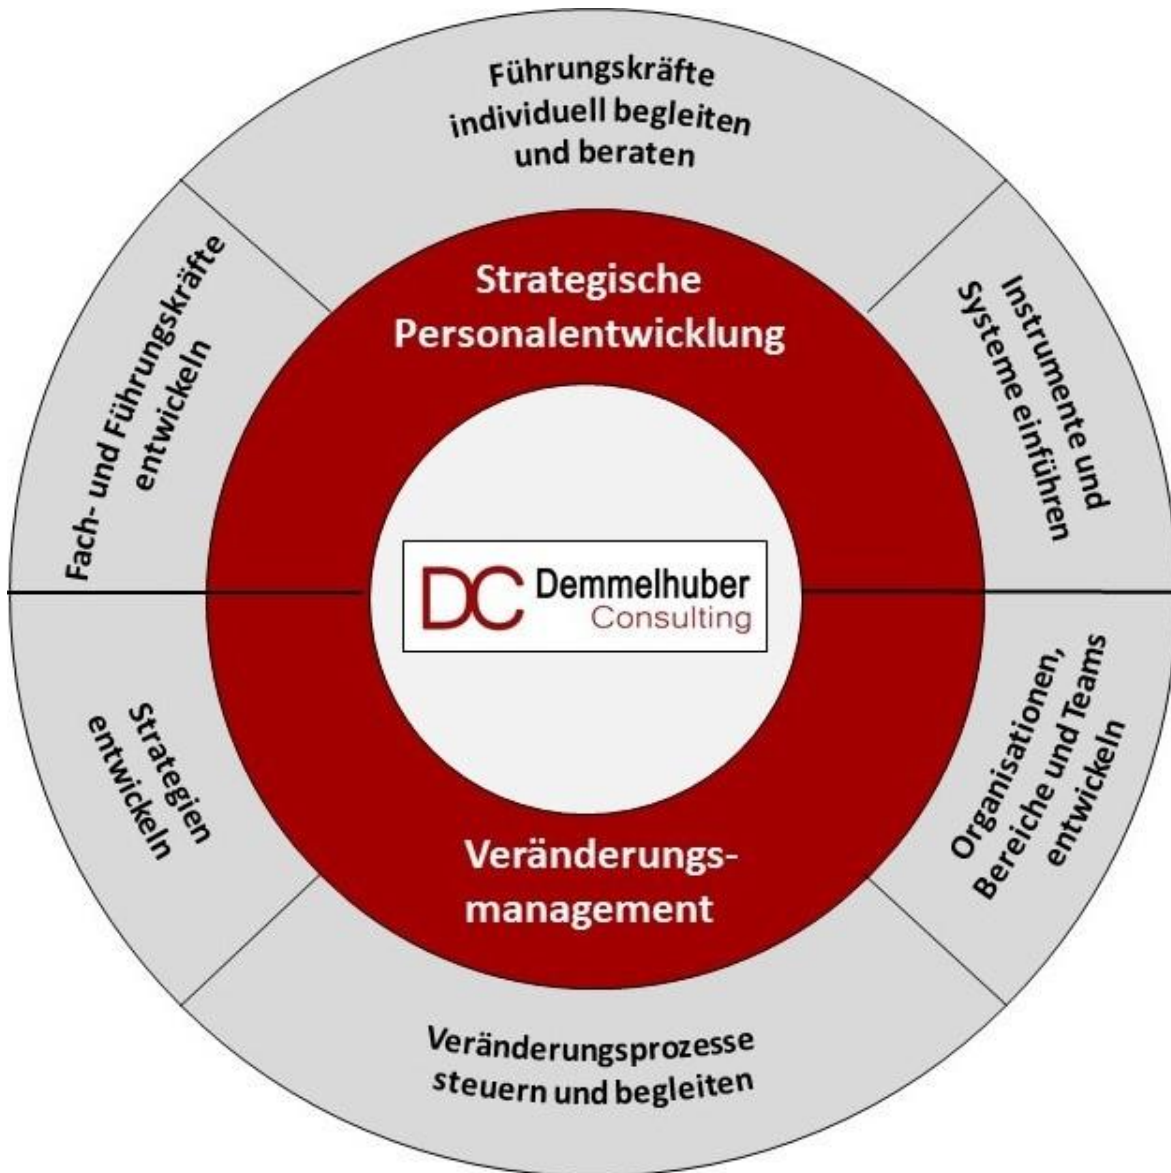 Führungskräfte
individuell begleiten
und beraten
Fach- und Führungskräfte
entwickeln
Instrumente und
Systeme einführen
Strategische
Personalentwicklung
DC Demmelhuber
Consulting
Strategien
entwickeln
Organisationen,
Bereiche und Teams
entwickeln
Veränderungs-
management
Veränderungsprozesse
steuern und begleiten